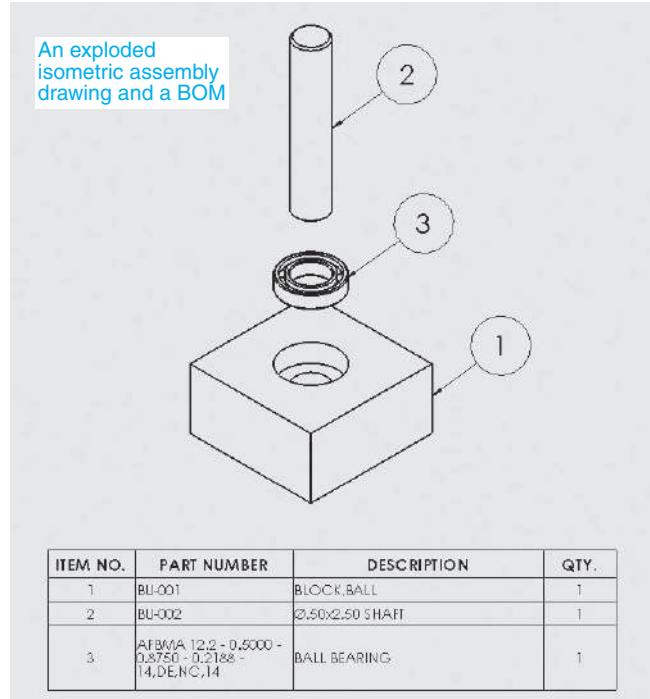 An exploded
isometric assembly
drawing and a BOM
2
3
1
ITEM NO. PART NUMBER DESCRIPTION QTY.
1 BU-001 BLOCK,BALL 1
2 BU-002 Ø.50x2.50 SHAFT 1
3 AFBMA 12.2 - 0.5000 -
0.8750 - 0.2188 -
14,DE,NC,14 BALL BEARING 1